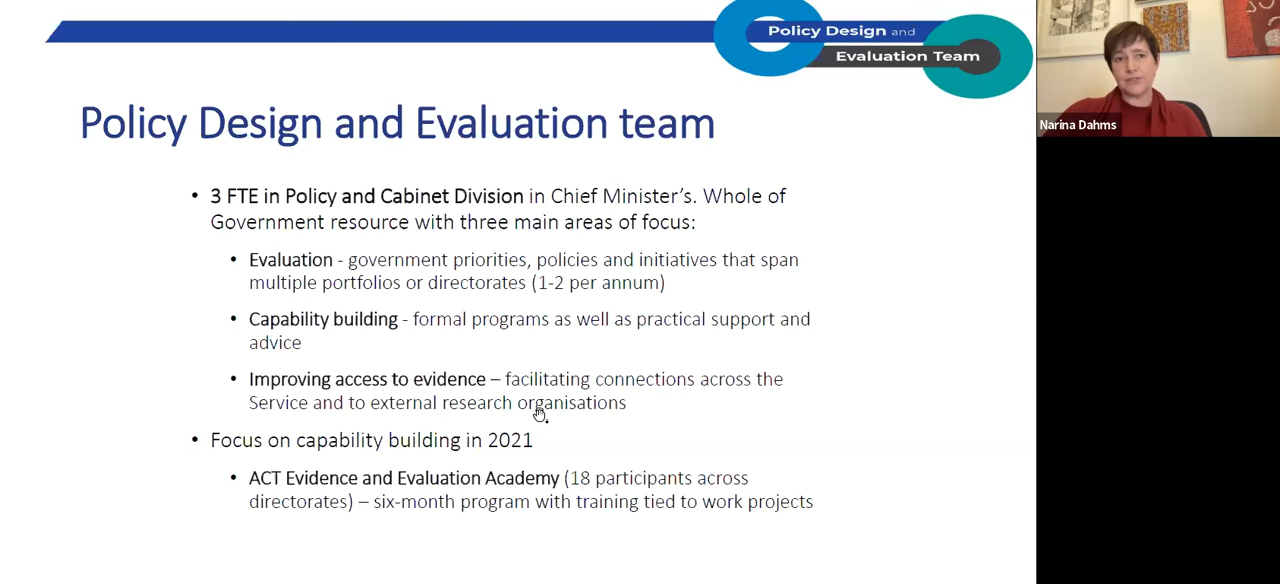 Policy Design and
Evaluation Team
Narina Dahms
Policy Design and Evaluation team
• 3 FTE in Policy and Cabinet Division in Chief Minister’s. Whole of
Government resource with three main areas of focus:
• Evaluation - government priorities, policies and initiatives that span
multiple portfolios or directorates (1-2 per annum)
• Capability building - formal programs as well as practical support and
advice
• Improving access to evidence – facilitating connections across the
Service and to external research organisations
• Focus on capability building in 2021
• ACT Evidence and Evaluation Academy (18 participants across
directorates) – six-month program with training tied to work projects